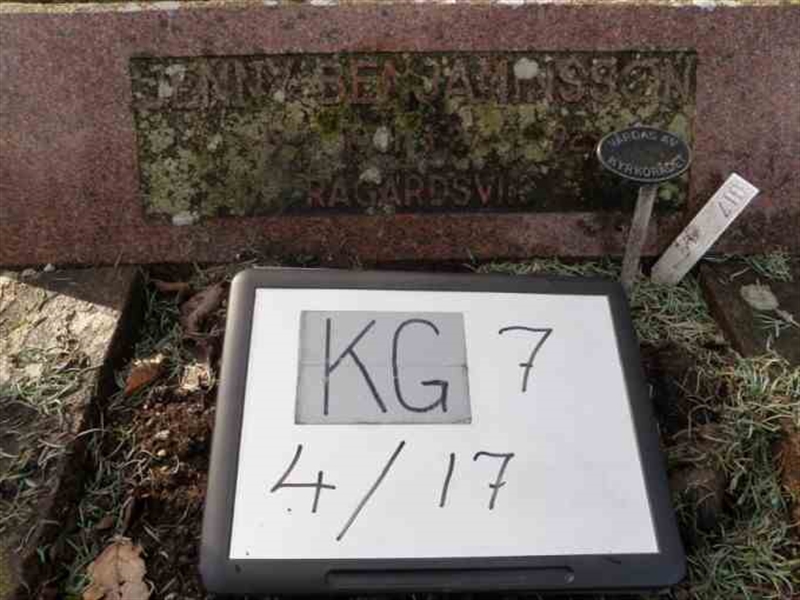 JENNY BENJAMINSSON
RÅGÅRDSVIK
VÅRDAS AV
KYRKORÅDET
KG 7
4/17